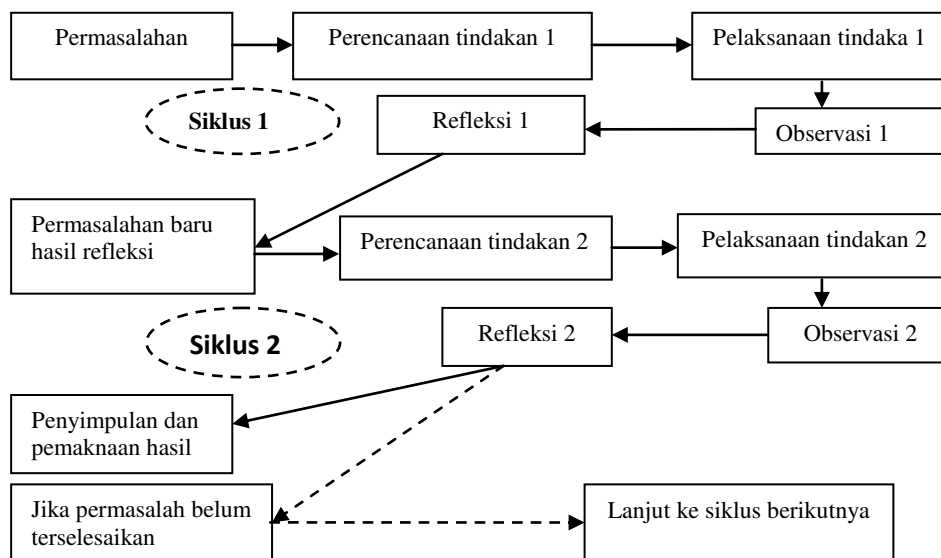 Permasalahan
Perencanaan tindakan 1
Pelaksanaan tindaka 1
Siklus 1
Refleksi 1
Observasi 1
Permasalahan baru
hasil refleksi
Perencanaan tindakan 2
Pelaksanaan tindakan 2
Siklus 2
Refleksi 2
Observasi 2
Penyimpulan dan
pemaknaan hasil
Jika permasalah belum
terselesaikan
Lanjut ke siklus berikutnya